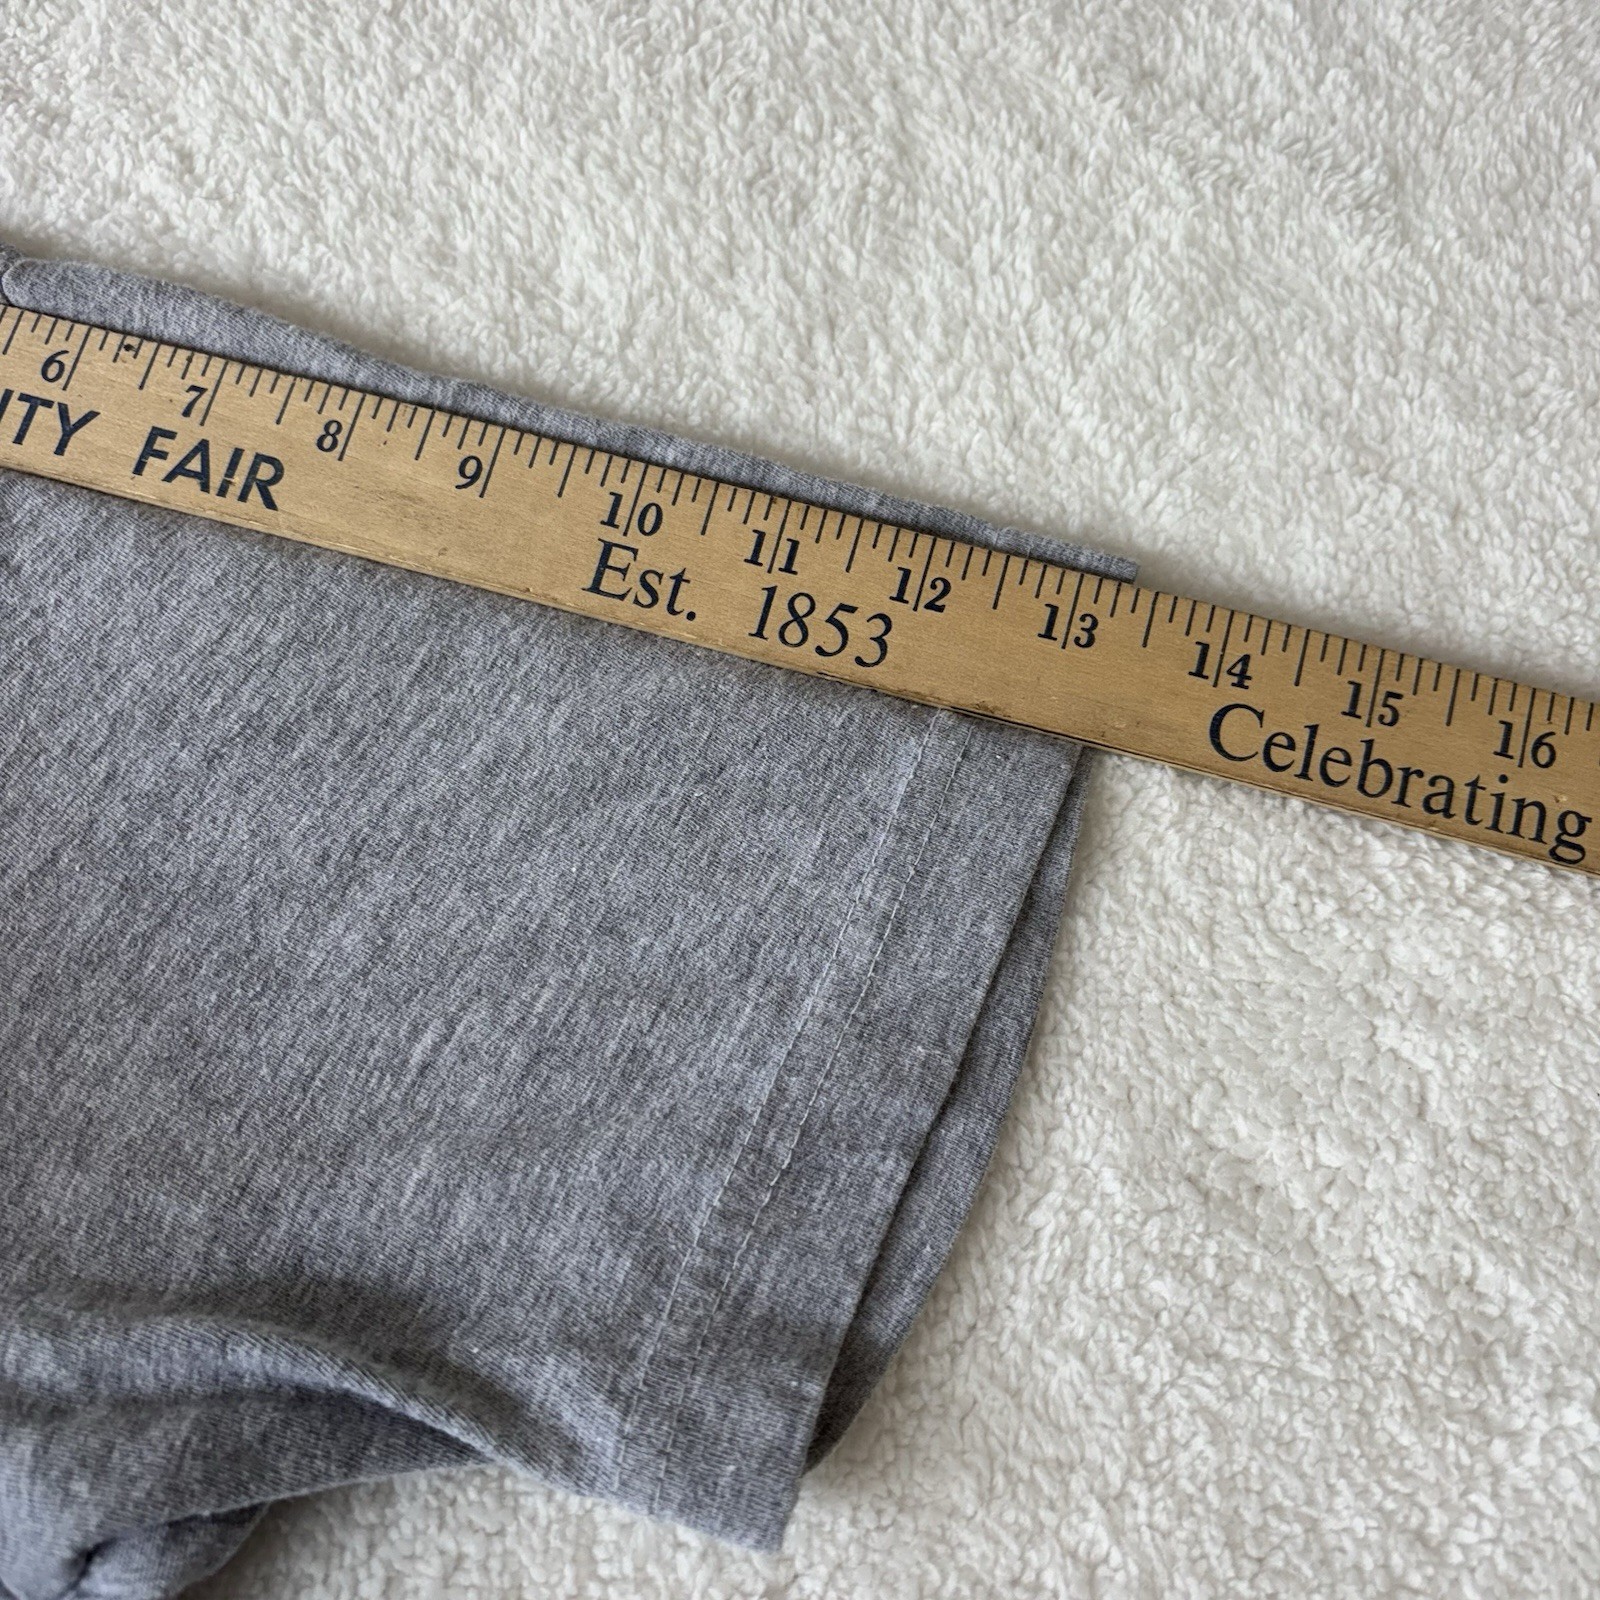 6 7 8 9 10 11 12 13 14 15 16
ITY FAIR Est. 1853 Celebrating